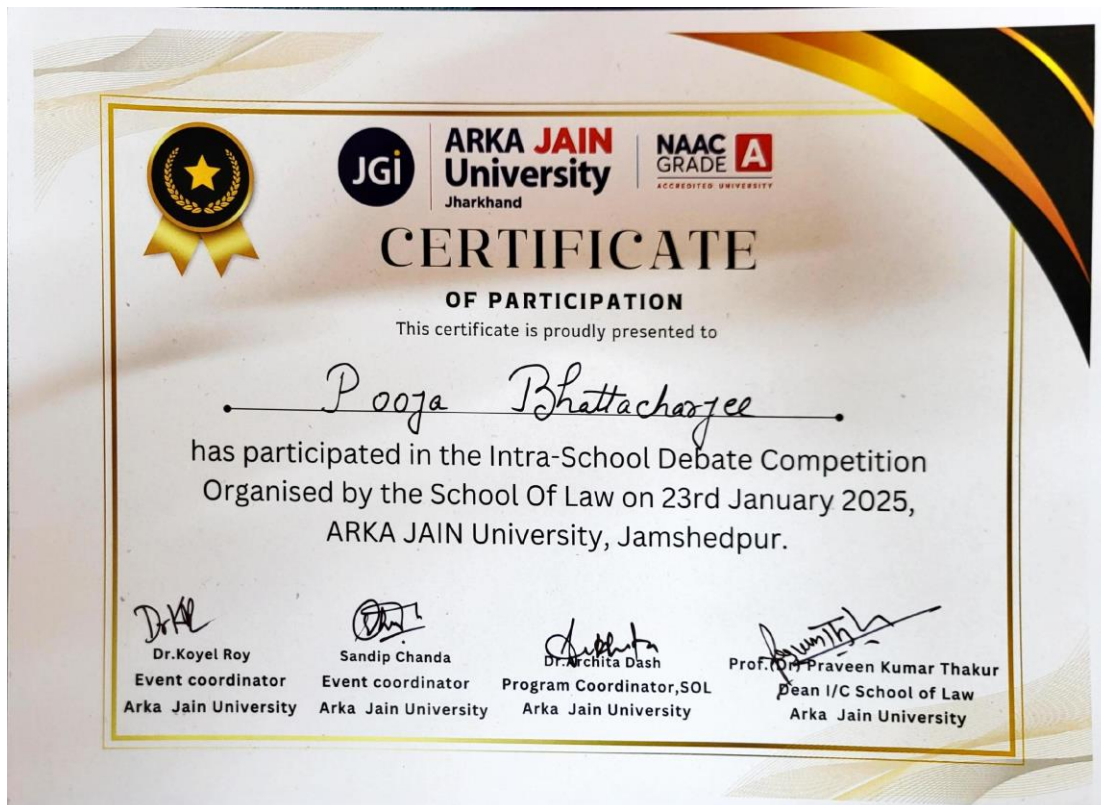 JGi
ARKA JAIN
University
Jharkhand
NAAC
GRADE A
ACCREDITED UNIVERSITY
CERTIFICATE
OF PARTICIPATION
This certificate is proudly presented to
Pooja Bhattacharjee
has participated in the Intra-School Debate Competition
Organised by the School Of Law on 23rd January 2025,
ARKA JAIN University, Jamshedpur.
Dr.Koyel Roy
Event coordinator
Arka Jain University
Sandip Chanda
Event coordinator
Arka Jain University
Dr.Archita Dash
Program Coordinator,SOL
Arka Jain University
Prof.(Dr) Praveen Kumar Thakur
Dean I/C School of Law
Arka Jain University